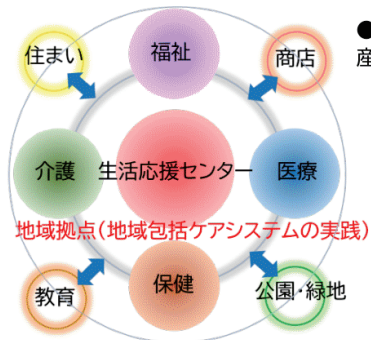 ●
産
住まい
福祉
商店
介護
生活応援センター
医療
地域拠点(地域包括ケアシステムの実践)
教育
保健
公園・緑地